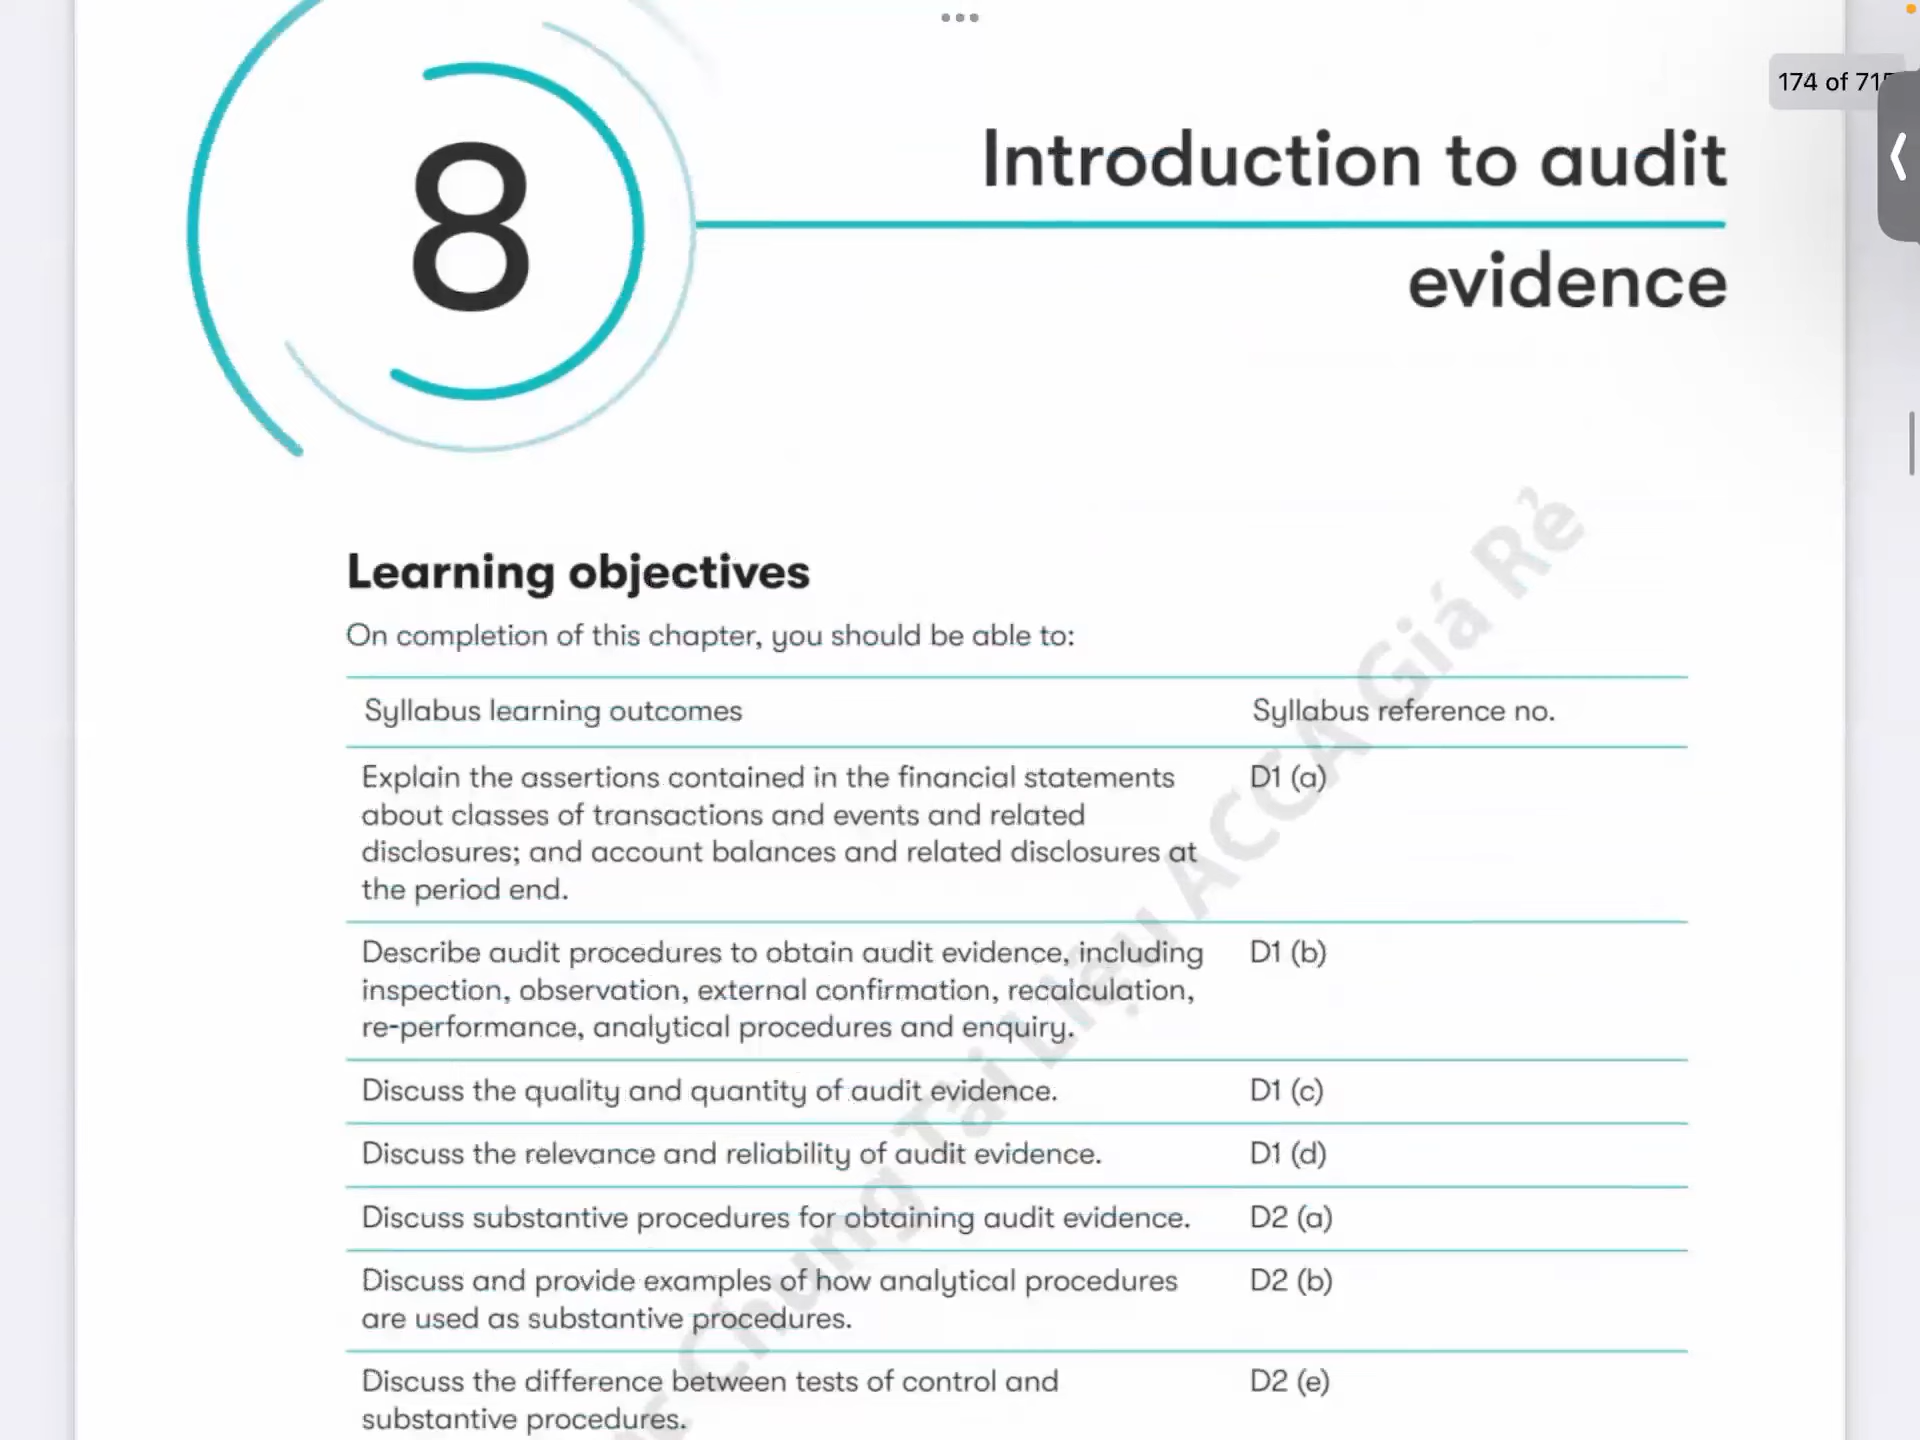 174 of 71
8
Introduction to audit
evidence
Learning objectives
On completion of this chapter, you should be able to:
Syllabus learning outcomes Syllabus reference no.
Explain the assertions contained in the financial statements D1 (a)
about classes of transactions and events and related
disclosures; and account balances and related disclosures at
the period end.
Describe audit procedures to obtain audit evidence, including D1 (b)
inspection, observation, external confirmation, recalculation,
re-performance, analytical procedures and enquiry.
Discuss the quality and quantity of audit evidence. D1 (c)
Discuss the relevance and reliability of audit evidence. D1 (d)
Discuss substantive procedures for obtaining audit evidence. D2 (a)
Discuss and provide examples of how analytical procedures D2 (b)
are used as substantive procedures.
Discuss the difference between tests of control and D2 (e)
substantive procedures.
Chung Tài Liệu ACCA Giá Rẻ